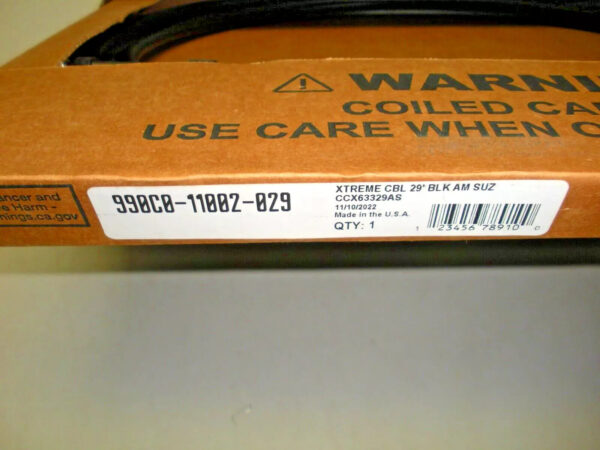 WARNI
COILED CA
USE CARE WHEN O
ancer and
e Harm -
nings.ca.gov
990C0-11002-029
XTREME CBL 29' BLK AM SUZ
CCX63329AS
11/10/2022
Made in the U.S.A.
QTY: 1
1 23456 78910 0